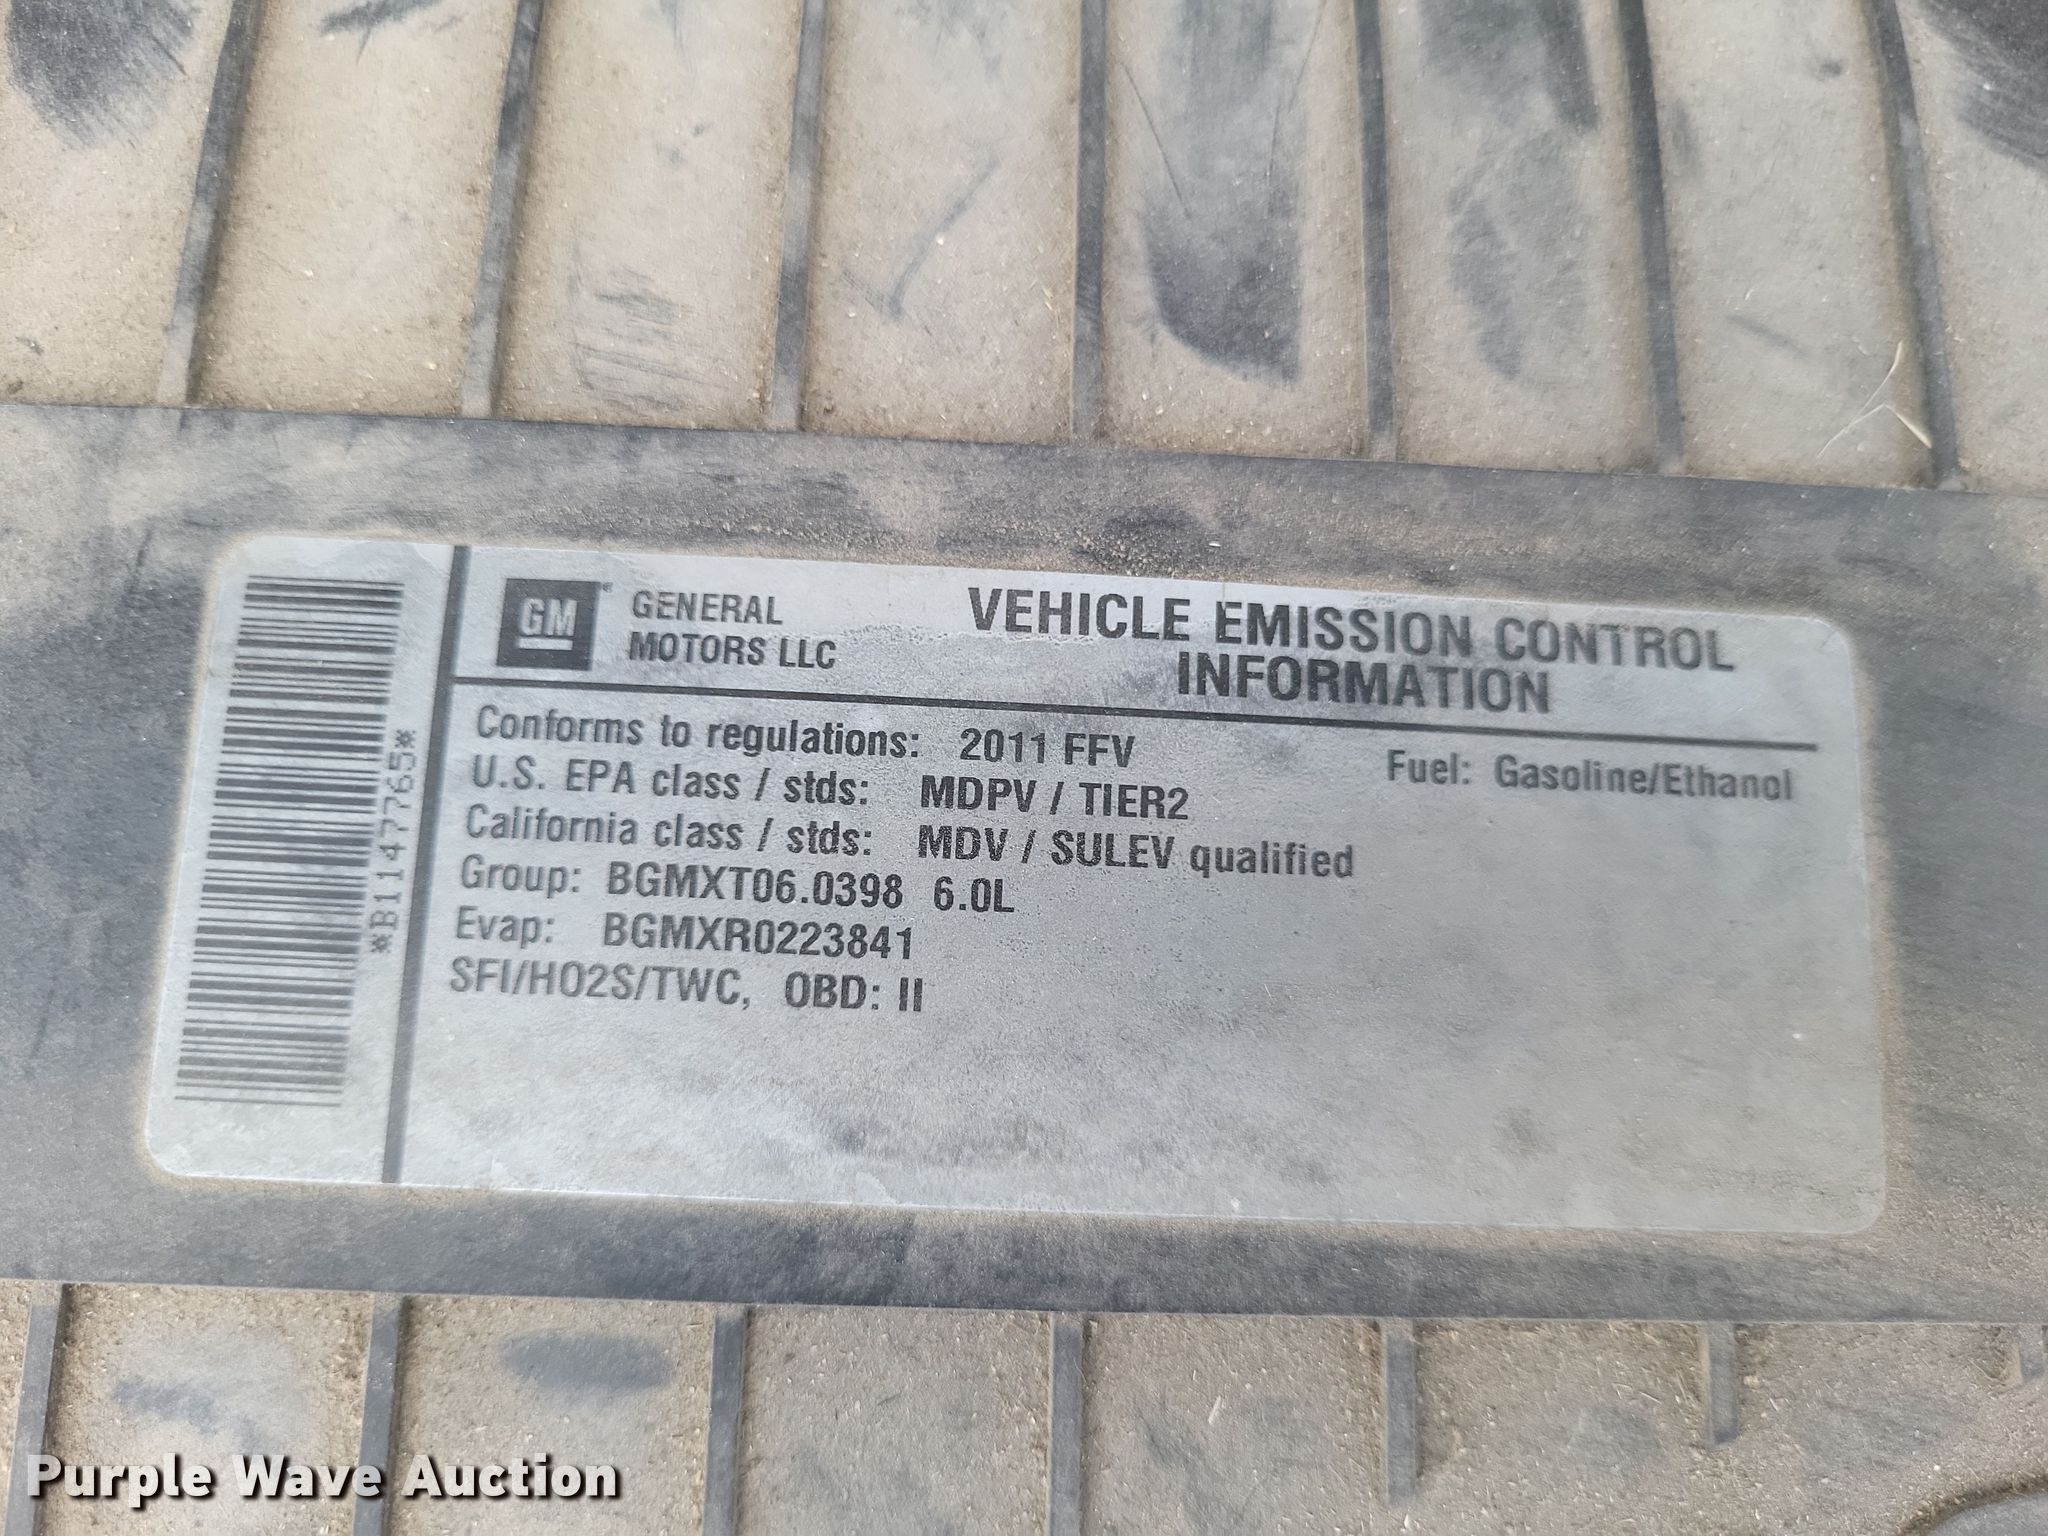 GM
GENERAL
MOTORS LLC
VEHICLE EMISSION CONTROL
INFORMATION
*B1147765*
Conforms to regulations: 2011 FFV
Fuel: Gasoline/Ethanol
U.S. EPA class / stds: MDPV / TIER2
California class / stds: MDV / SULEV qualified
Group: BGMXT06.0398 6.0L
Evap: BGMXR0223841
SFI/HO2S/TWC, OBD: II
Purple Wave Auction